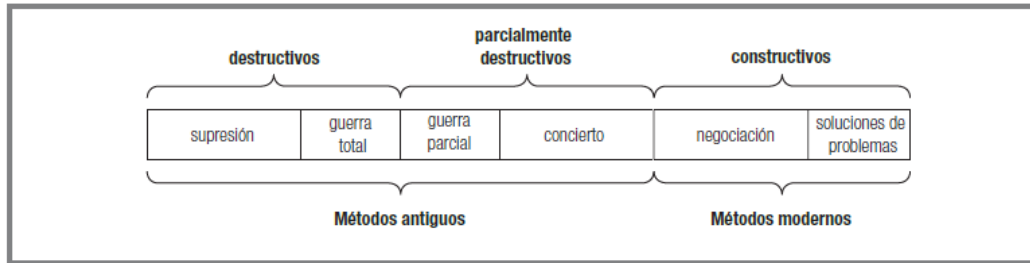 destructivos
parcialmente
destructivos
constructivos
supresión
guerra
total
guerra
parcial
concierto
negociación
soluciones de
problemas
Métodos antiguos
Métodos modernos